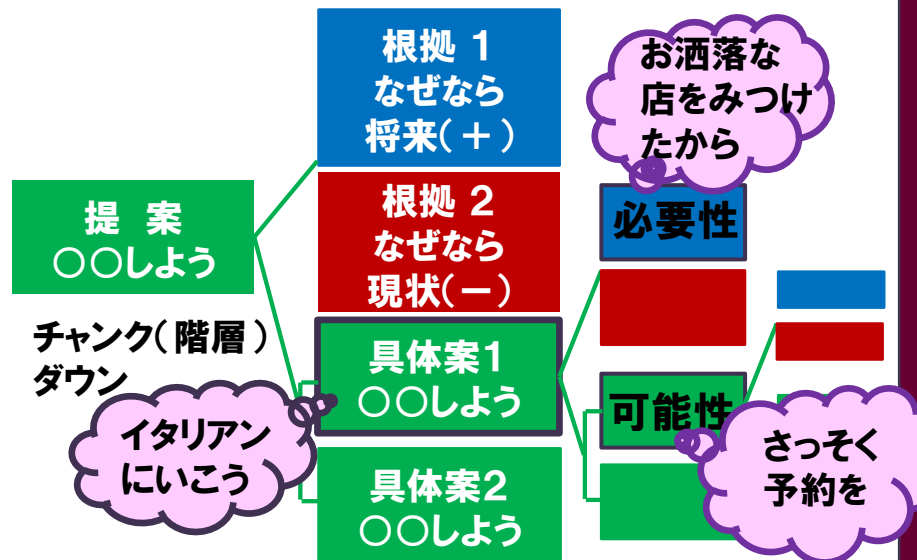 根拠 1
なぜなら
将来(＋)
お洒落な
店をみつけ
たから
提 案
○○しよう
根拠 2
なぜなら
現状(－)
必要性
チャンク(階層)
ダウン
具体案1
○○しよう
可能性
イタリアン
にいこう
さっそく
予約を
具体案2
○○しよう